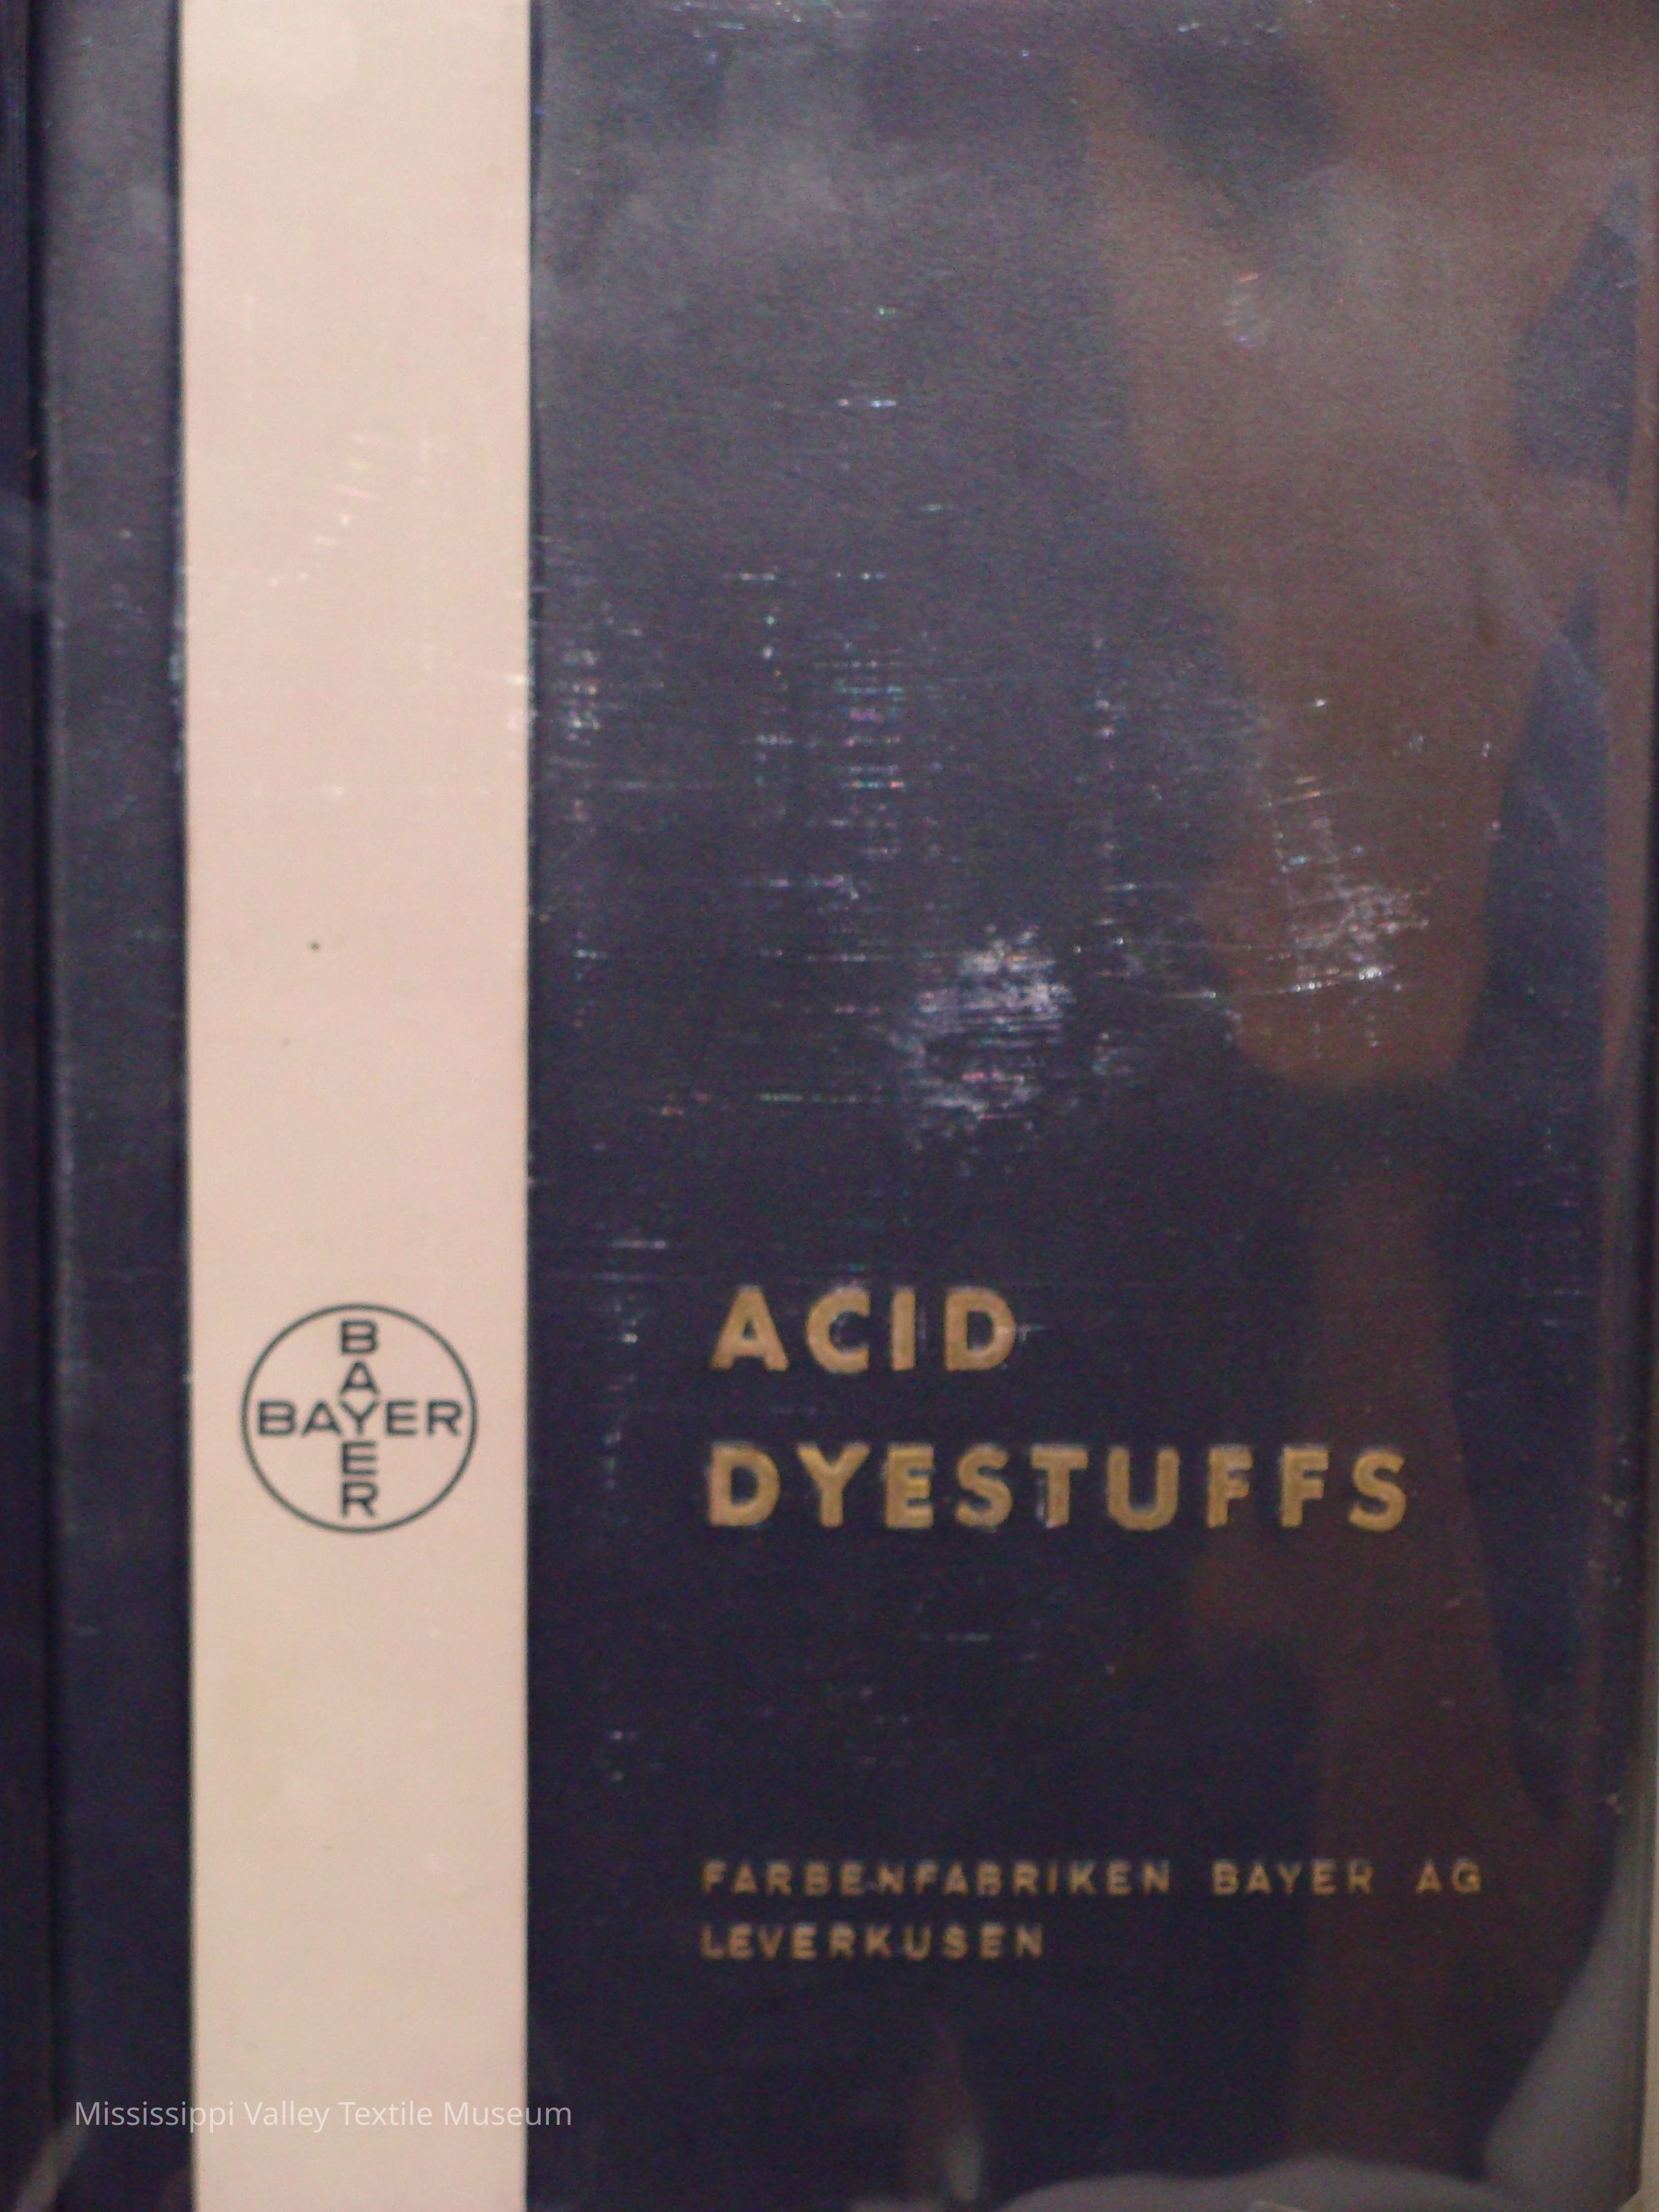 ACID
DYESTUFFS
BAYER
BAYER
FARBENFABRIKEN BAYER AG
LEVERKUSEN
Mississippi Valley Textile Museum